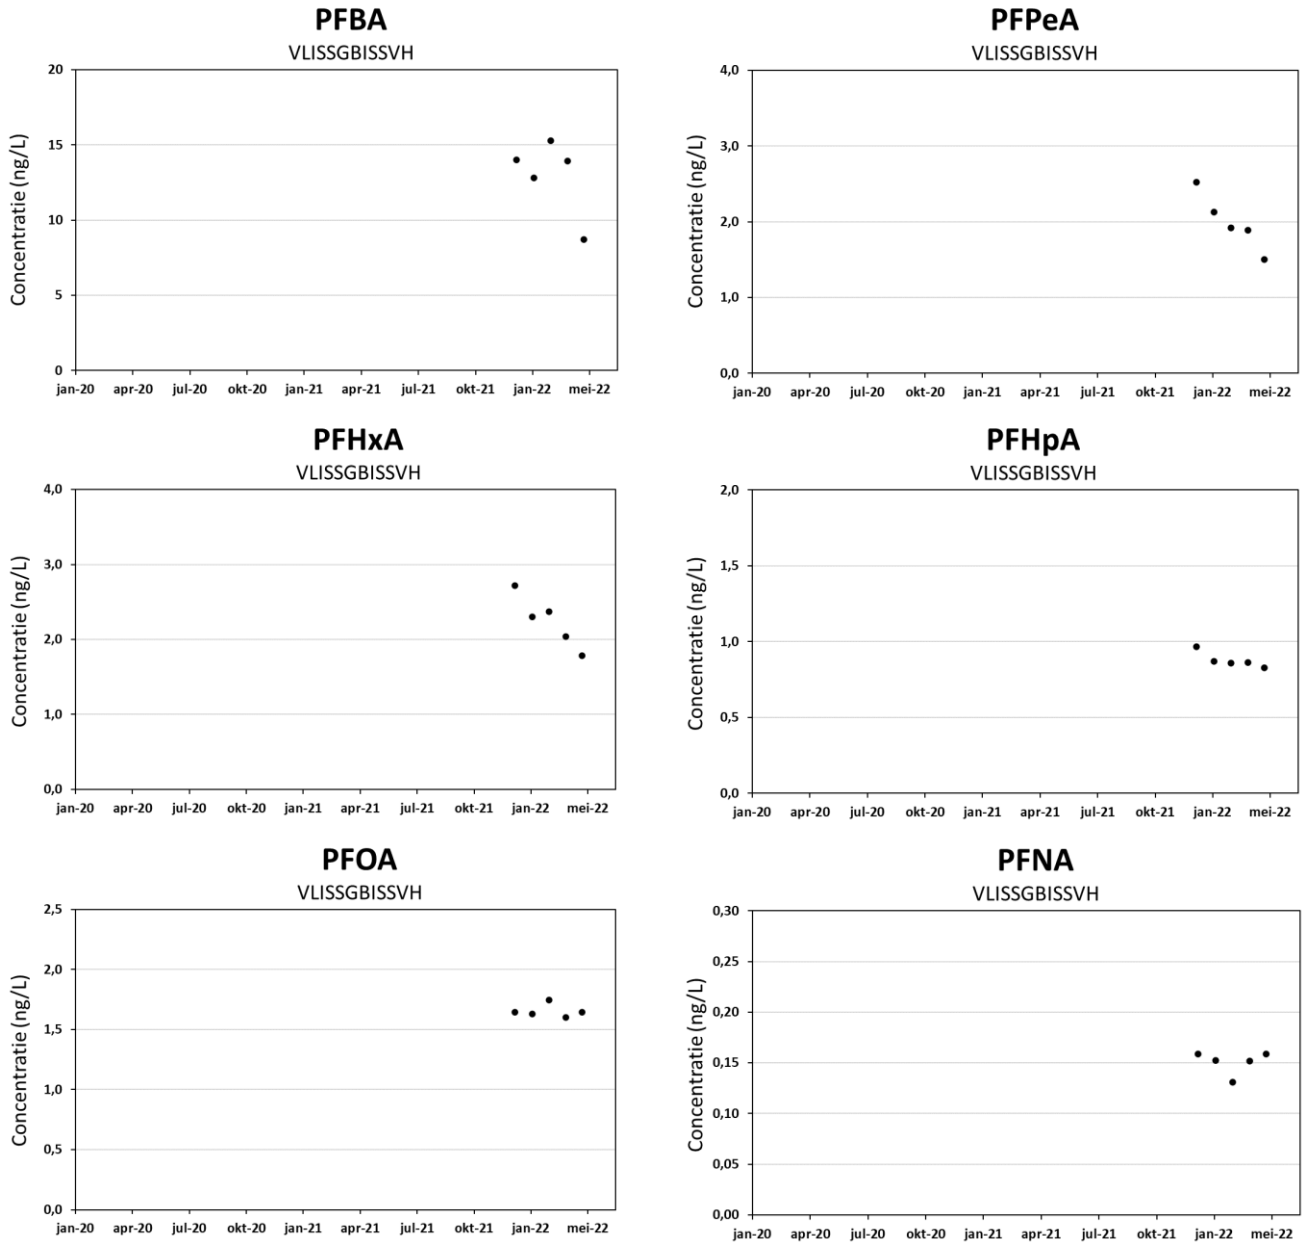 PFBA
VLISSGBISSVH
Concentratie (ng/L)
20
15
10
5
0
jan-20 apr-20 jul-20 okt-20 jan-21 apr-21 jul-21 okt-21 jan-22 mei-22
PFPeA
VLISSGBISSVH
Concentratie (ng/L)
4,0
3,0
2,0
1,0
0,0
jan-20 apr-20 jul-20 okt-20 jan-21 apr-21 jul-21 okt-21 jan-22 mei-22
PFHxA
VLISSGBISSVH
Concentratie (ng/L)
4,0
3,0
2,0
1,0
0,0
jan-20 apr-20 jul-20 okt-20 jan-21 apr-21 jul-21 okt-21 jan-22 mei-22
PFHpA
VLISSGBISSVH
Concentratie (ng/L)
2,0
1,5
1,0
0,5
0,0
jan-20 apr-20 jul-20 okt-20 jan-21 apr-21 jul-21 okt-21 jan-22 mei-22
PFOA
VLISSGBISSVH
Concentratie (ng/L)
2,5
2,0
1,5
1,0
0,5
0,0
jan-20 apr-20 jul-20 okt-20 jan-21 apr-21 jul-21 okt-21 jan-22 mei-22
PFNA
VLISSGBISSVH
Concentratie (ng/L)
0,30
0,25
0,20
0,15
0,10
0,05
0,00
jan-20 apr-20 jul-20 okt-20 jan-21 apr-21 jul-21 okt-21 jan-22 mei-22